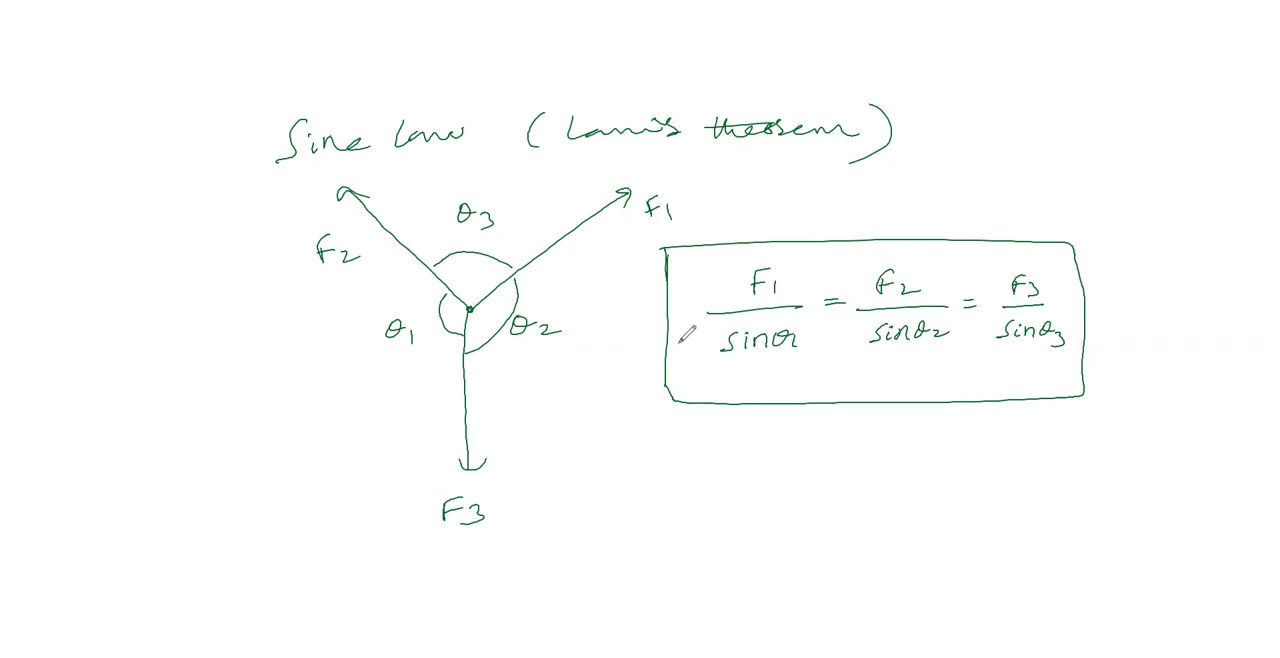 Sine law (Lami's theorem)
θ3
F1
F2
θ1
θ2
F3
F1/sinθ1 = F2/sinθ2 = F3/sinθ3